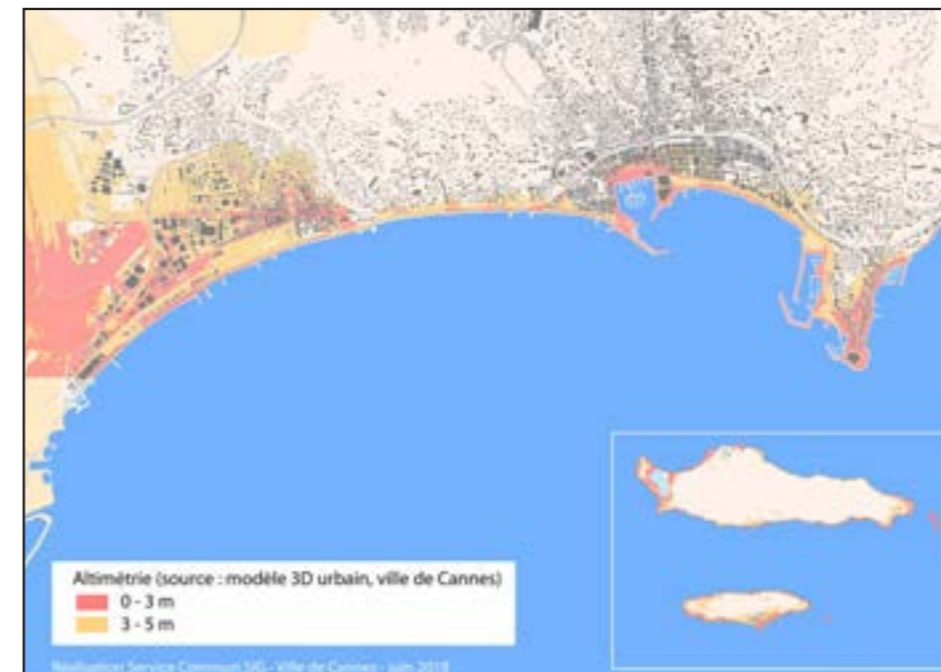 Altimétrie (source : modèle 3D urbain, ville de Cannes)
0 - 3 m
3 - 5 m
Réalisation Service Commun SIG - Ville de Cannes - juin 2018